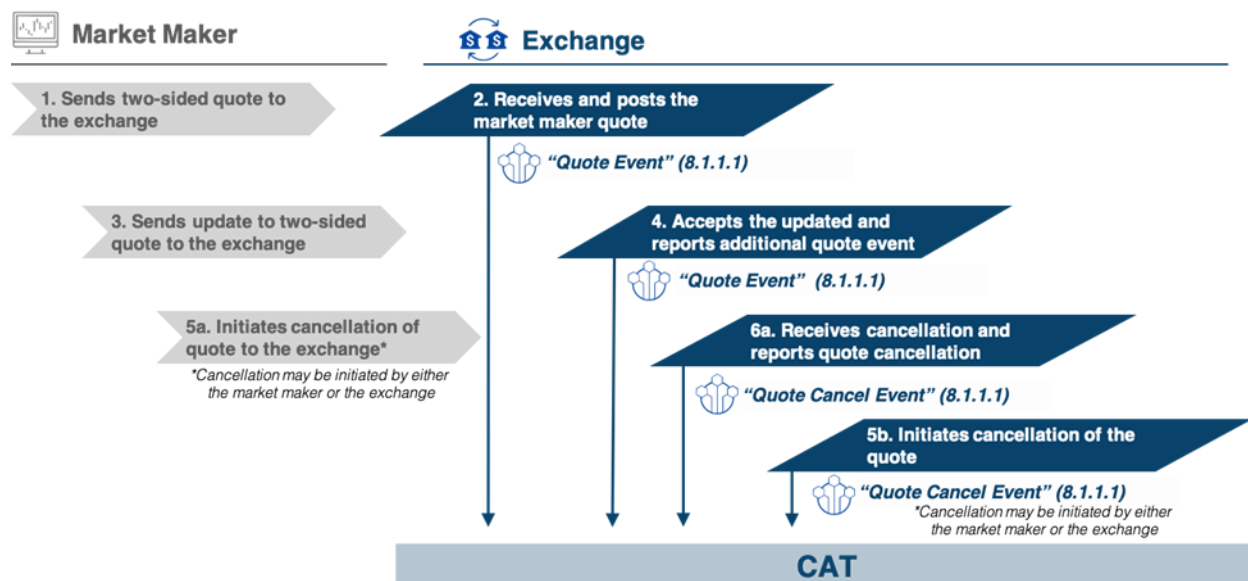 Market Maker
Exchange
1. Sends two-sided quote to
the exchange
2. Receives and posts the
market maker quote
“Quote Event” (8.1.1.1)
3. Sends update to two-sided
quote to the exchange
4. Accepts the updated and
reports additional quote event
“Quote Event” (8.1.1.1)
5a. Initiates cancellation of
quote to the exchange*
*Cancellation may be initiated by either
the market maker or the exchange
6a. Receives cancellation and
reports quote cancellation
“Quote Cancel Event” (8.1.1.1)
5b. Initiates cancellation of the
quote
“Quote Cancel Event” (8.1.1.1)
*Cancellation may be initiated by either
the market maker or the exchange
CAT